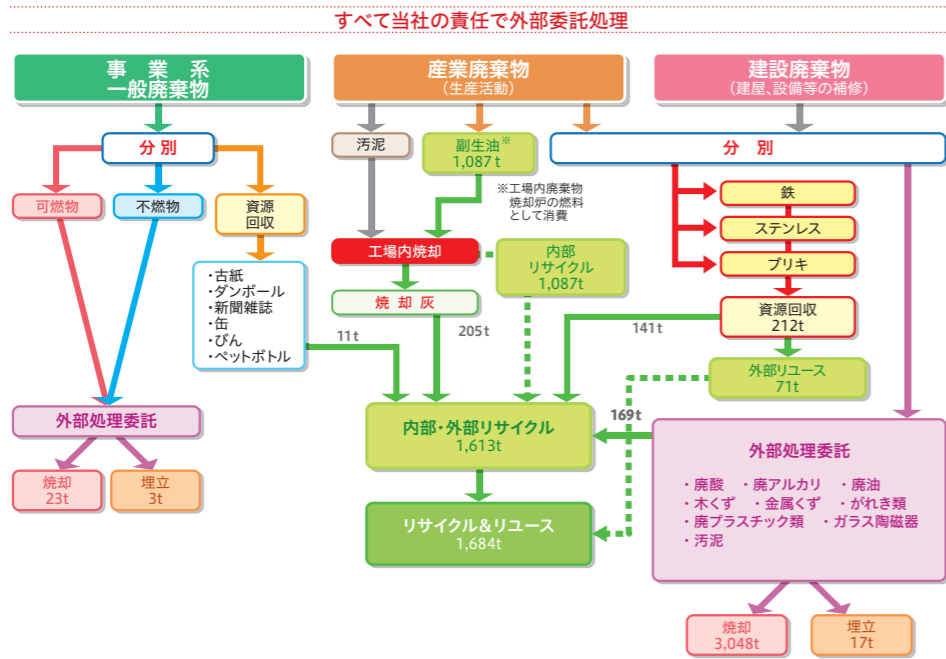 すべて当社の責任で外部委託処理
事業系
一般廃棄物
産業廃棄物
（生産活動）
建設廃棄物
（建屋、設備等の補修）
分別
汚泥
副生油※
1,087t
分別
可燃物
不燃物
資源
回収
※工場内廃棄物
焼却炉の燃料
として消費
鉄
ステンレス
ブリキ
工場内焼却
内部
リサイクル
1,087t
・古紙
・ダンボール
・新聞雑誌
・缶
・びん
・ペットボトル
焼却灰
資源回収
212t
11t
205t
141t
外部リユース
71t
外部処理委託
内部・外部リサイクル
1,613t
169t
外部処理委託
・廃酸 ・廃アルカリ ・廃油
・木くず ・金属くず ・がれき類
・廃プラスチック類 ・ガラス陶磁器
・汚泥
焼却
23t
埋立
3t
リサイクル＆リユース
1,684t
焼却
3,048t
埋立
17t